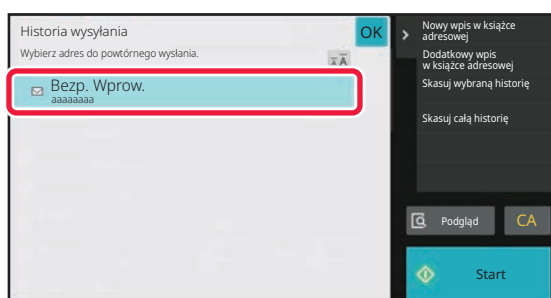 Historia wysyłania
OK
Wybierz adres do powtórnego wysłania.
Bezp. Wprow.
aaaaaaaa
Nowy wpis w książce
adresowej
Dodatkowy wpis
w książce adresowej
Skasuj wybraną historię
Skasuj całą historię
Podgląd
CA
Start